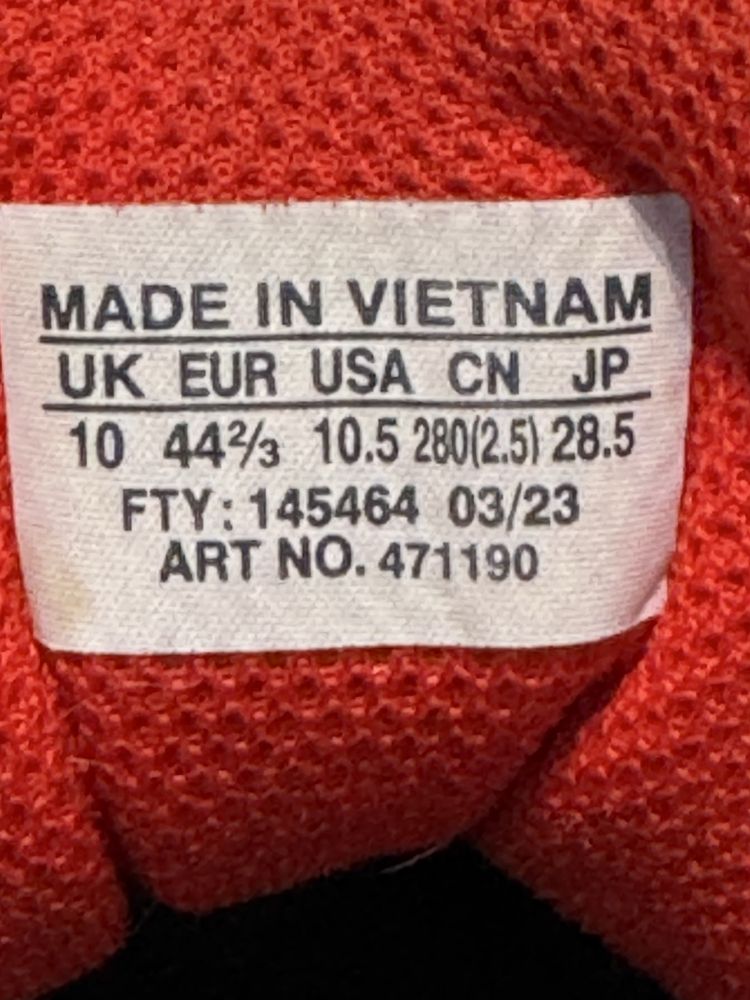 MADE IN VIETNAM
UK EUR USA CN JP
10 44⅔ 10.5 280(2.5) 28.5
FTY: 145464 03/23
ART NO. 471190